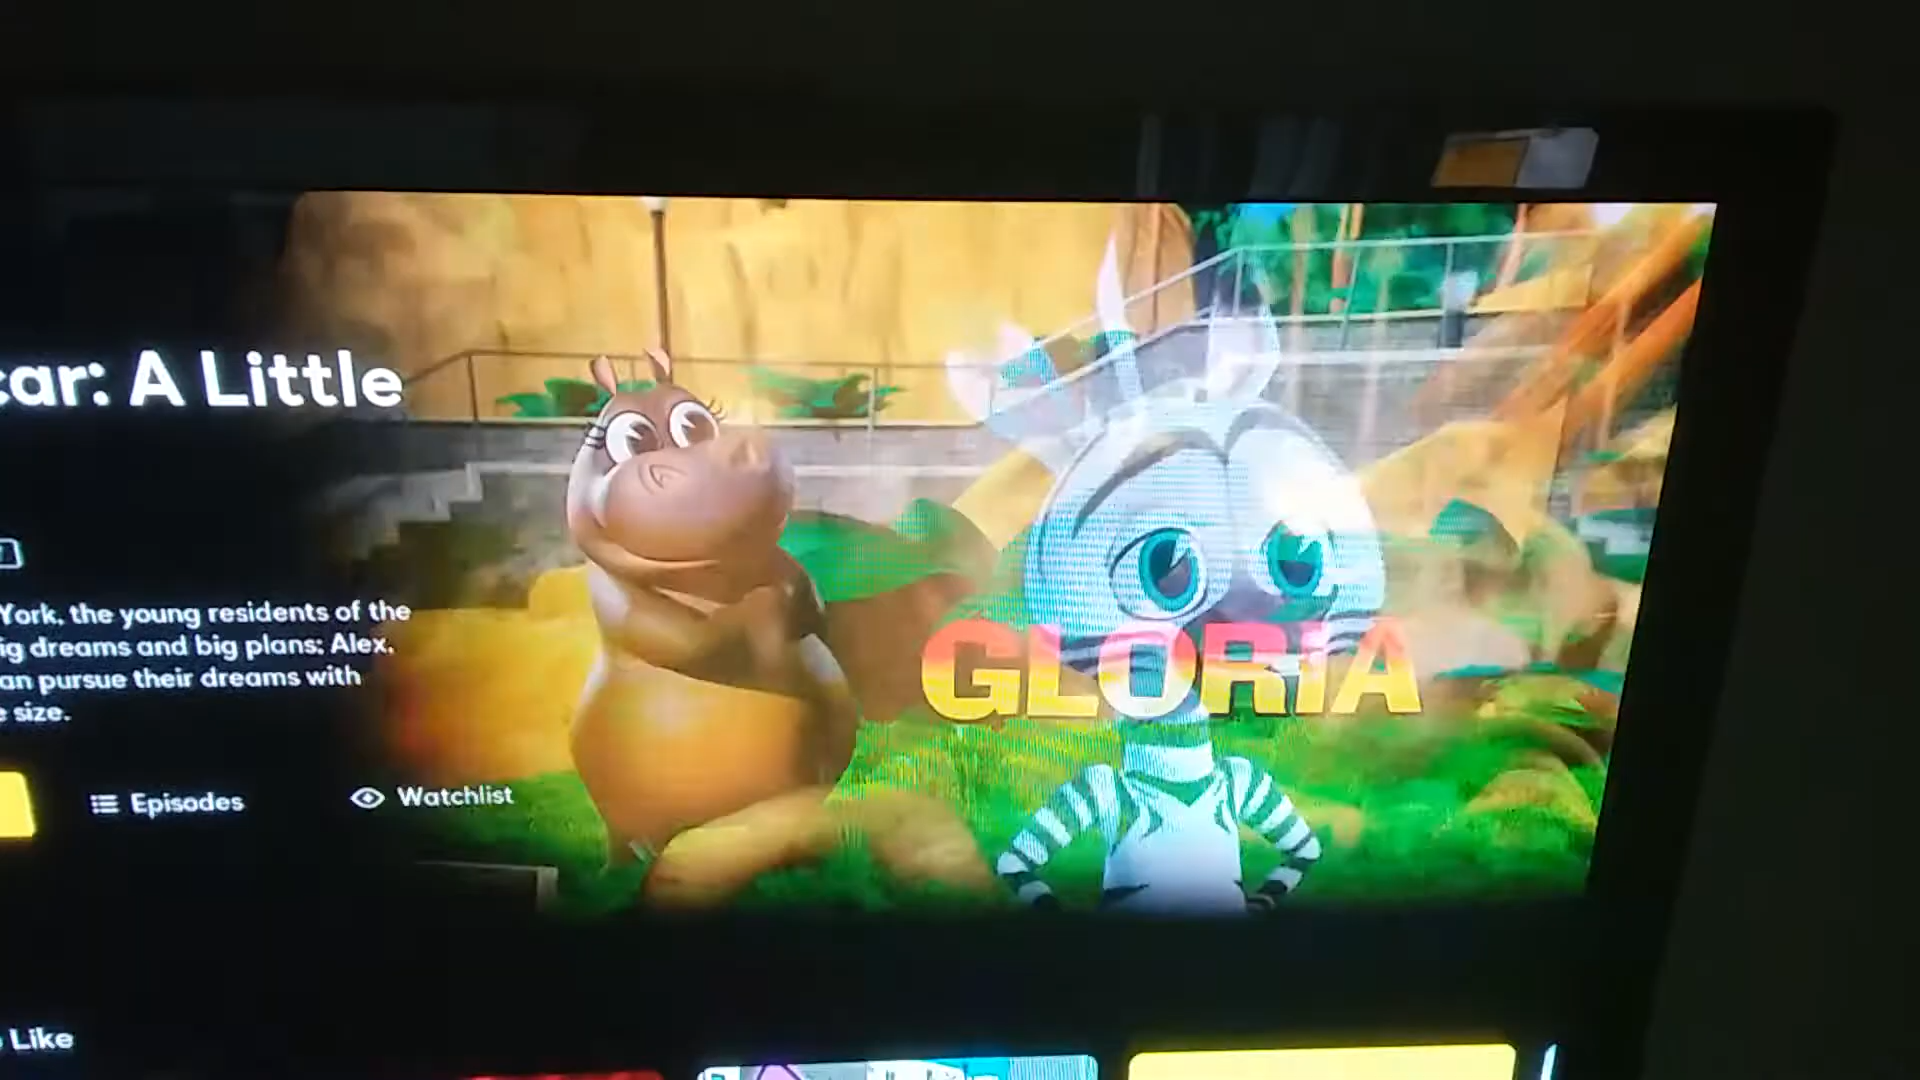 car: A Little
York, the young residents of the
ig dreams and big plans: Alex,
an pursue their dreams with
e size.
GLORIA
Episodes
Watchlist
Like